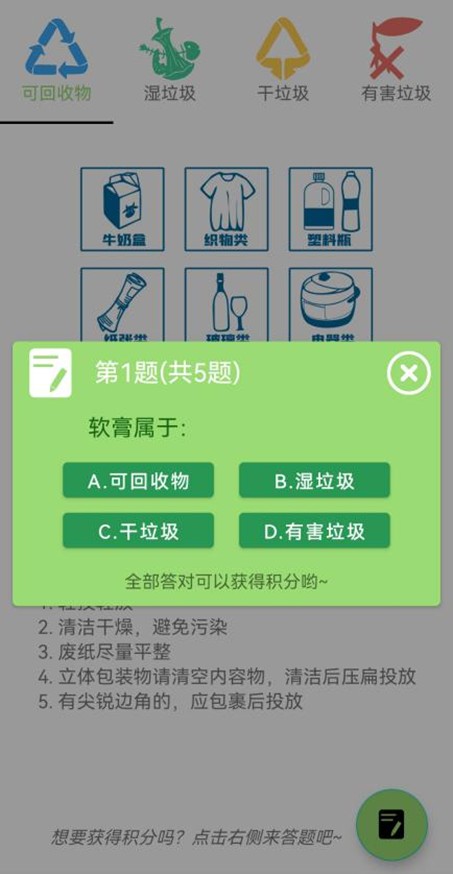 可回收物 湿垃圾 干垃圾 有害垃圾
牛奶盒 织物类 塑料瓶
纸张类 玻璃类 电器类
第1题(共5题)
软膏属于:
A.可回收物 B.湿垃圾
C.干垃圾 D.有害垃圾
全部答对可以获得积分哟~
1. 轻投轻放
2. 清洁干燥，避免污染
3. 废纸尽量平整
4. 立体包装物请清空内容物，清洁后压扁投放
5. 有尖锐边角的，应包裹后投放
想要获得积分吗？点击右侧来答题吧~